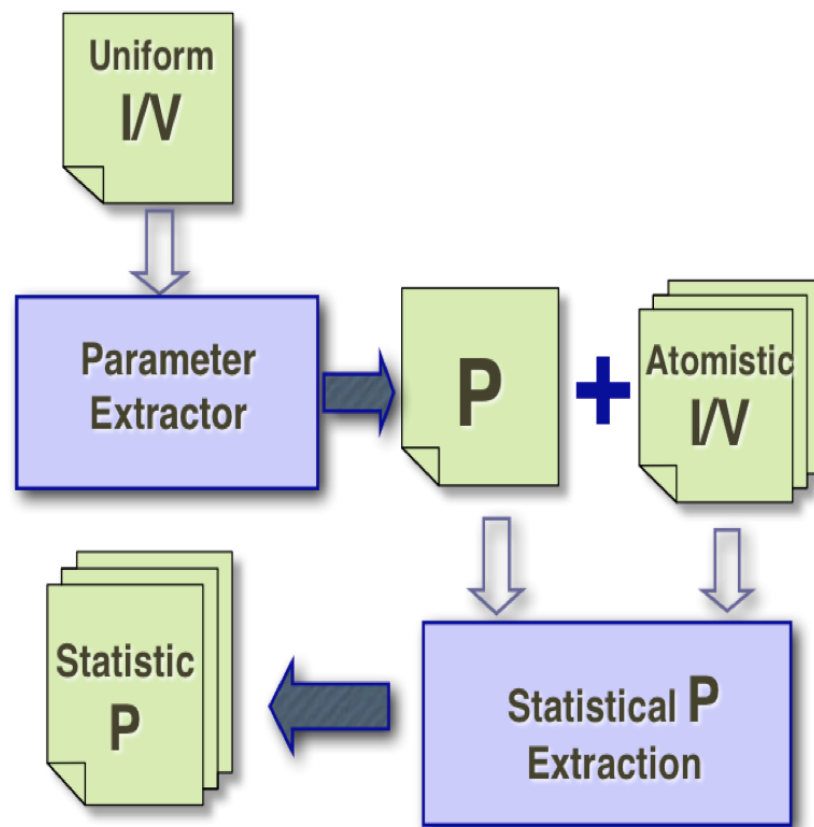 Uniform
I/V
Parameter
Extractor
P
+
Atomistic
I/V
Statistic
P
Statistical P
Extraction